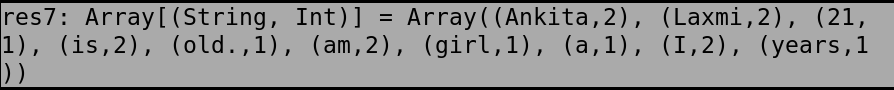 res7: Array[(String, Int)] = Array((Ankita,2), (Laxmi,2), (21,
1), (is,2), (old.,1), (am,2), (girl,1), (a,1), (I,2), (years,1
))